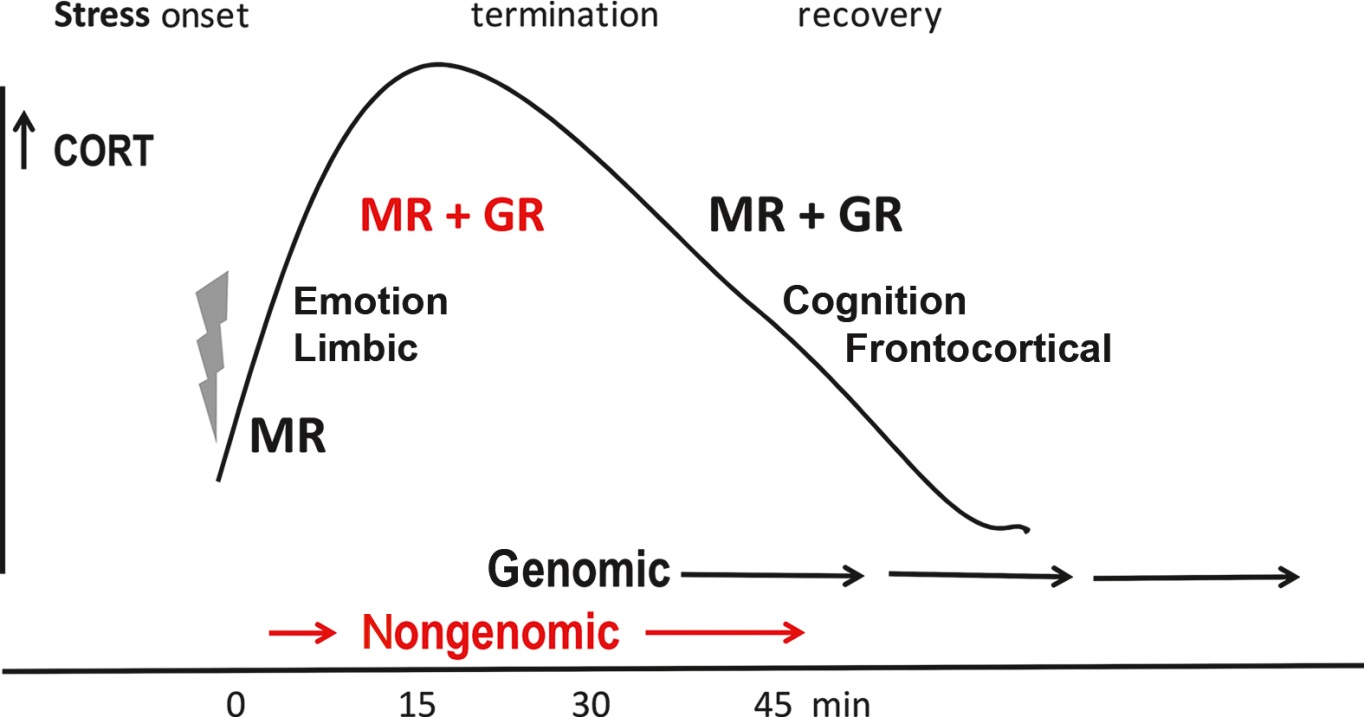 Stress onset termination recovery
↑ CORT
MR + GR MR + GR
Emotion Cognition
Limbic Frontocortical
MR
Genomic
Nongenomic
0 15 30 45 min